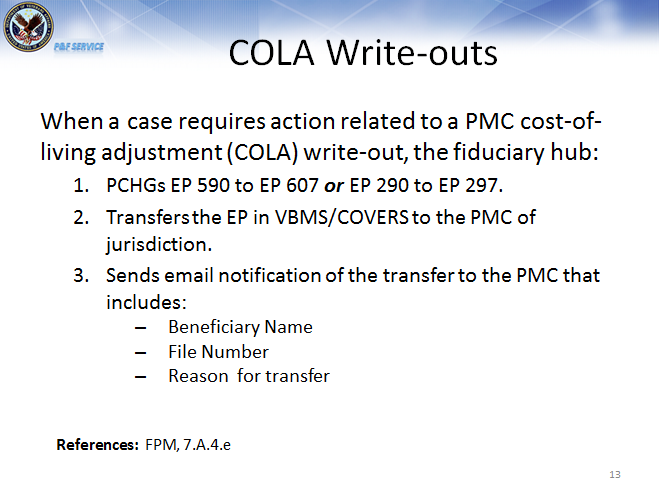 P&F SERVICE
COLA Write-outs
When a case requires action related to a PMC cost-of-
living adjustment (COLA) write-out, the fiduciary hub:
1. PCHGs EP 590 to EP 607 or EP 290 to EP 297.
2. Transfers the EP in VBMS/COVERS to the PMC of
jurisdiction.
3. Sends email notification of the transfer to the PMC that
includes:
– Beneficiary Name
– File Number
– Reason for transfer
References: FPM, 7.A.4.e
13